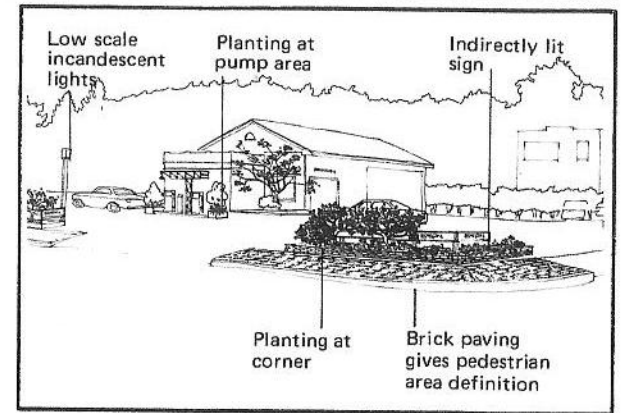 Low scale
incandescent
lights
Planting at
pump area
Indirectly lit
sign
Planting at
corner
Brick paving
gives pedestrian
area definition